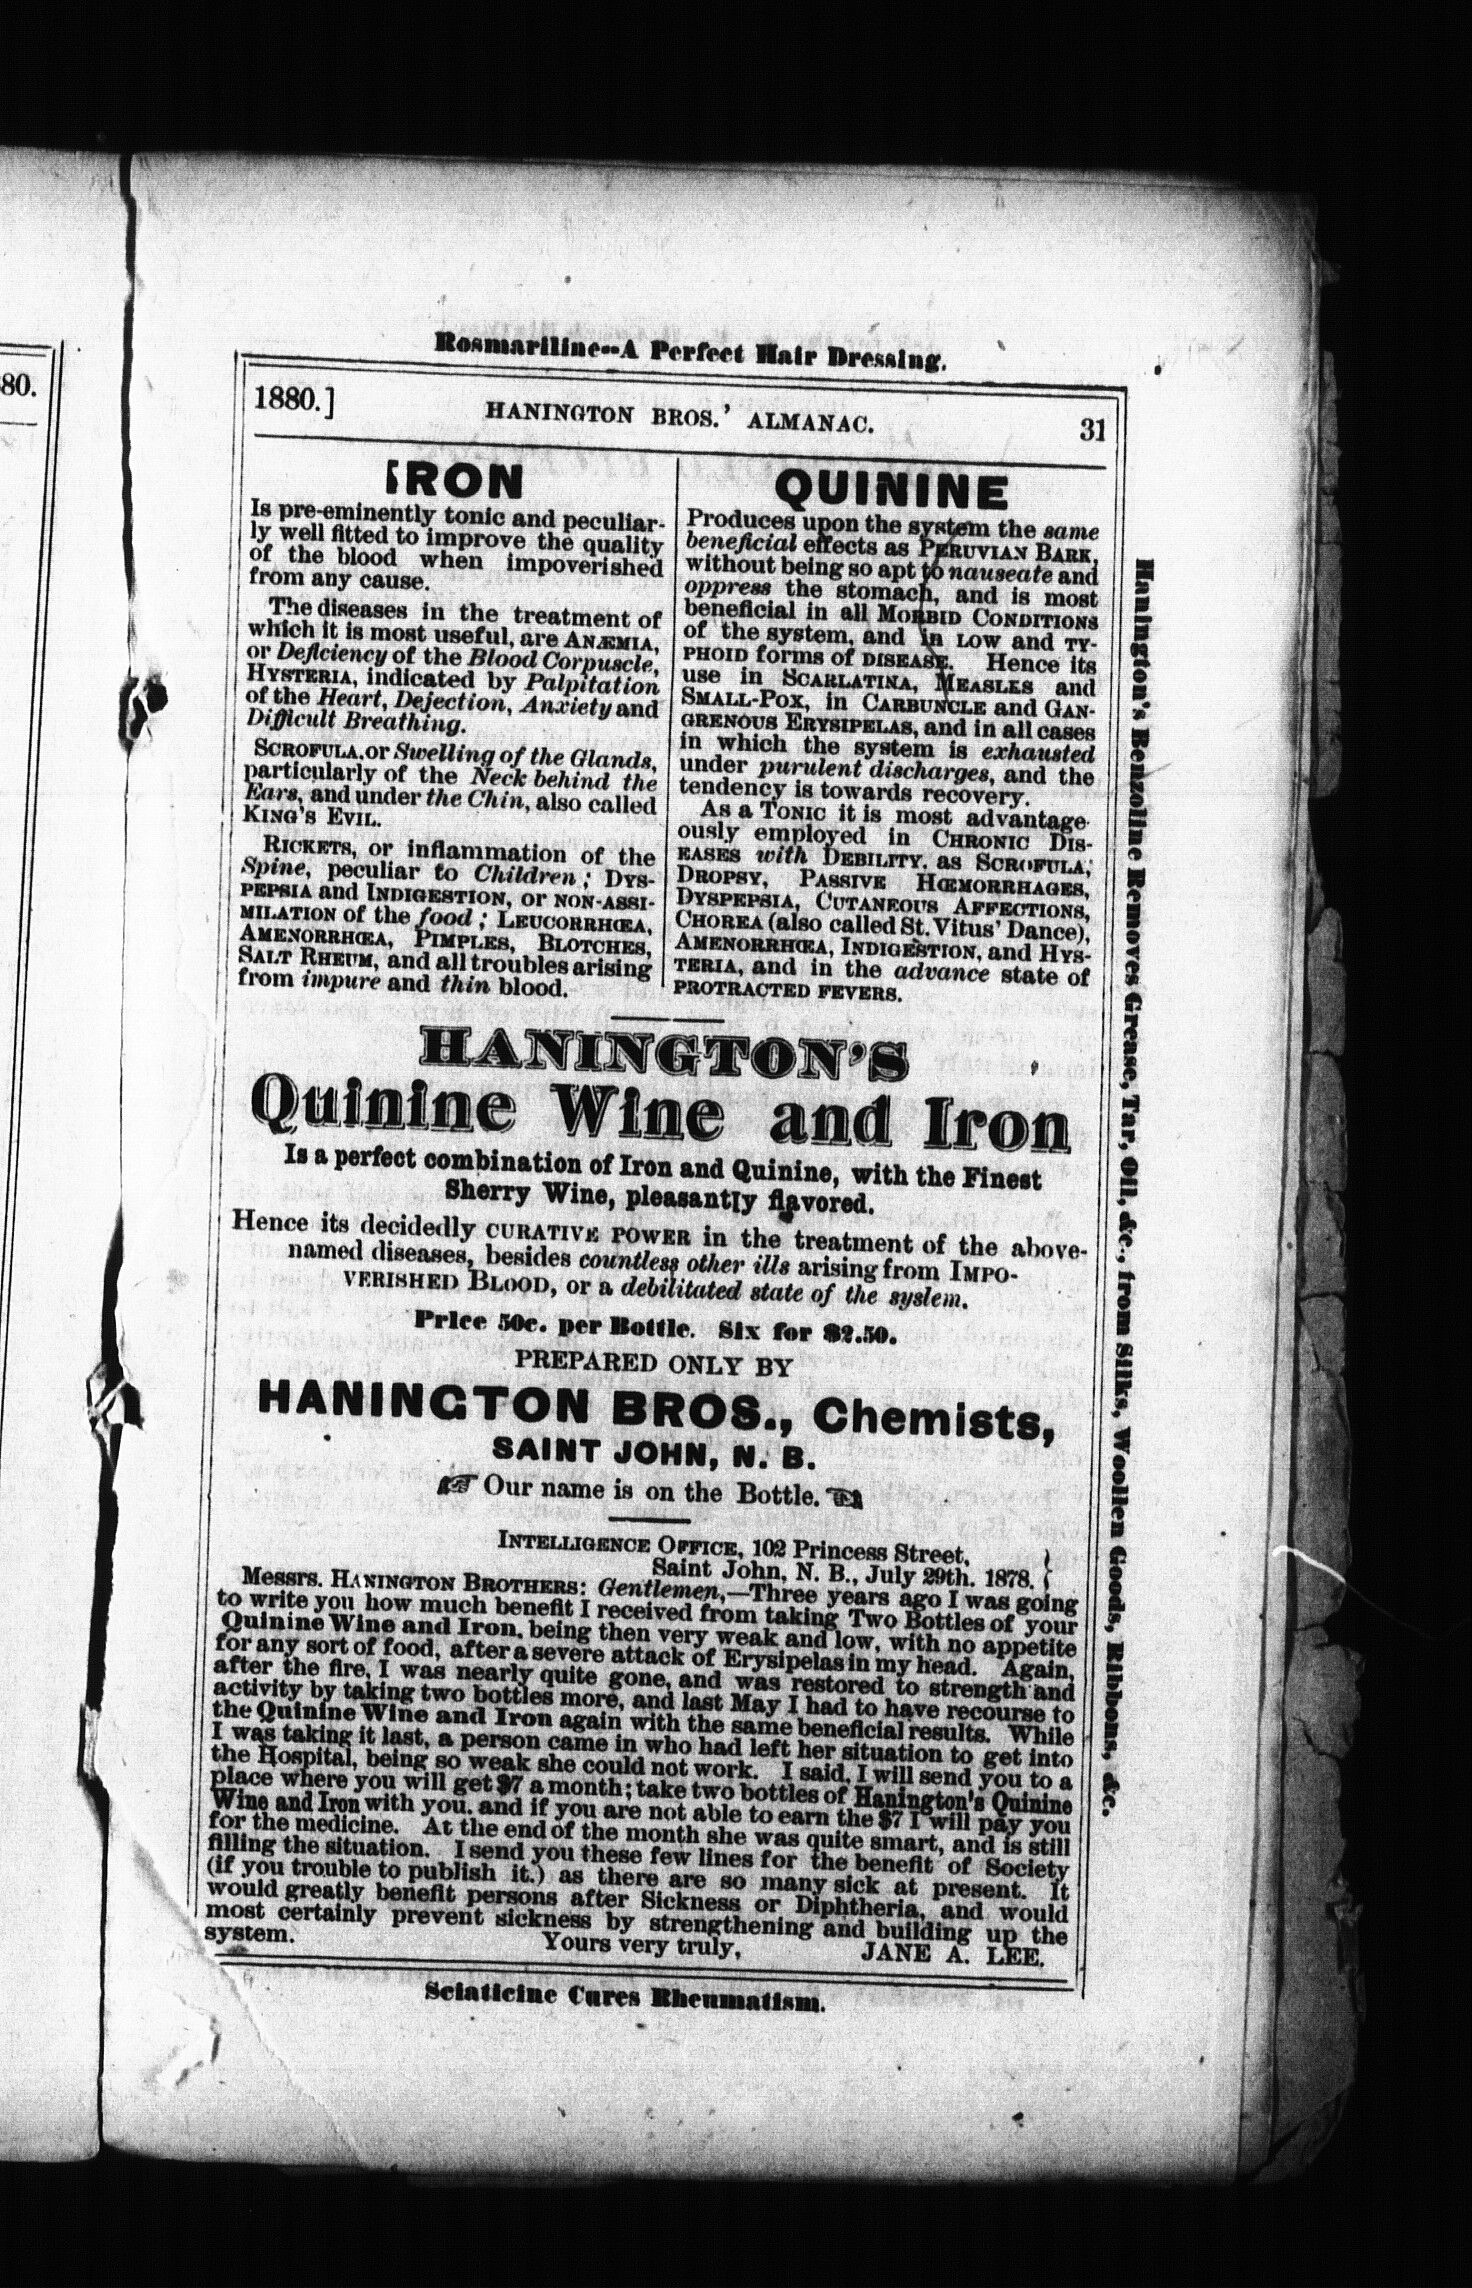 80.
Rosmariline--A Perfect Hair Dressing.
1880.]
HANINGTON BROS.' ALMANAC.
31
IRON
Is pre-eminently tonic and peculiar-
ly well fitted to improve the quality
of the blood when impoverished
from any cause.
The diseases in the treatment of
which it is most useful, are ANÆMIA,
or Deficiency of the Blood Corpuscle,
HYSTERIA, indicated by Palpitation
of the Heart, Dejection, Anxiety and
Difficult Breathing.
SCROFULA.or Swelling of the Glands,
particularly of the Neck behind the
Ears, and under the Chin, also called
KING'S EVIL.
RICKETS, or inflammation of the
Spine, peculiar to Children; DYS-
PEPSIA and INDIGESTION, or NON-ASSI-
MILATION of the food; LEUCORRHŒA,
AMENORRHŒA, PIMPLES, BLOTCHES,
SALT RHEUM, and all troubles arising
from impure and thin blood.
QUININE
Produces upon the system the same
beneficial effects as PERUVIAN BARK,
without being so apt to nauseate and
oppress the stomach, and is most
beneficial in all MORBID CONDITIONS
of the system, and in LOW and TY-
PHOID forms of DISEASE. Hence its
use in SCARLATINA, MEASLES and
SMALL-POX, in CARBUNCLE and GAN-
GRENOUS ERYSIPELAS, and in all cases
in which the system is exhausted
under purulent discharges, and the
tendency is towards recovery.
As a TONIC it is most advantage-
ously employed in CHRONIC DIS-
EASES with DEBILITY. as SCROFULA,
DROPSY, PASSIVE HŒMORRHAGES,
DYSPEPSIA, CUTANEOUS AFFECTIONS,
CHOREA (also called St. Vitus' Dance),
AMENORRHŒA, INDIGESTION, and HYS-
TERIA, and in the advance state of
PROTRACTED FEVERS.
HANINGTON'S
Quinine Wine and Iron
Is a perfect combination of Iron and Quinine, with the Finest
Sherry Wine, pleasantly flavored.
Hence its decidedly CURATIVE POWER in the treatment of the above-
named diseases, besides countless other ills arising from IMPO-
VERISHED BLOOD, or a debilitated state of the system.
Price 50c. per Bottle. Six for $2.50.
PREPARED ONLY BY
HANINGTON BROS., Chemists,
SAINT JOHN, N. B.
☞ Our name is on the Bottle. ☜
INTELLIGENCE OFFICE, 102 Princess Street,
Saint John, N. B., July 29th. 1878.
Messrs. HANINGTON BROTHERS: Gentlemen,—Three years ago I was going
to write you how much benefit I received from taking Two Bottles of your
Quinine Wine and Iron, being then very weak and low, with no appetite
for any sort of food, after a severe attack of Erysipelas in my head. Again,
after the fire, I was nearly quite gone, and was restored to strength and
activity by taking two bottles more, and last May I had to have recourse to
the Quinine Wine and Iron again with the same beneficial results. While
I was taking it last, a person came in who had left her situation to get into
the Hospital, being so weak she could not work. I said, I will send you to a
place where you will get $7 a month; take two bottles of Hanington's Quinine
Wine and Iron with you. and if you are not able to earn the $7 I will pay you
for the medicine. At the end of the month she was quite smart, and is still
filling the situation. I send you these few lines for the benefit of Society
(if you trouble to publish it.) as there are so many sick at present. It
would greatly benefit persons after Sickness or Diphtheria, and would
most certainly prevent sickness by strengthening and building up the
system.
Yours very truly,
JANE A. LEE.
Sciaticine Cures Rheumatism.
Hanington's Benzoline Removes Grease, Tar, Oil, &c., from Silks, Woollen Goods, Ribbons, &c.